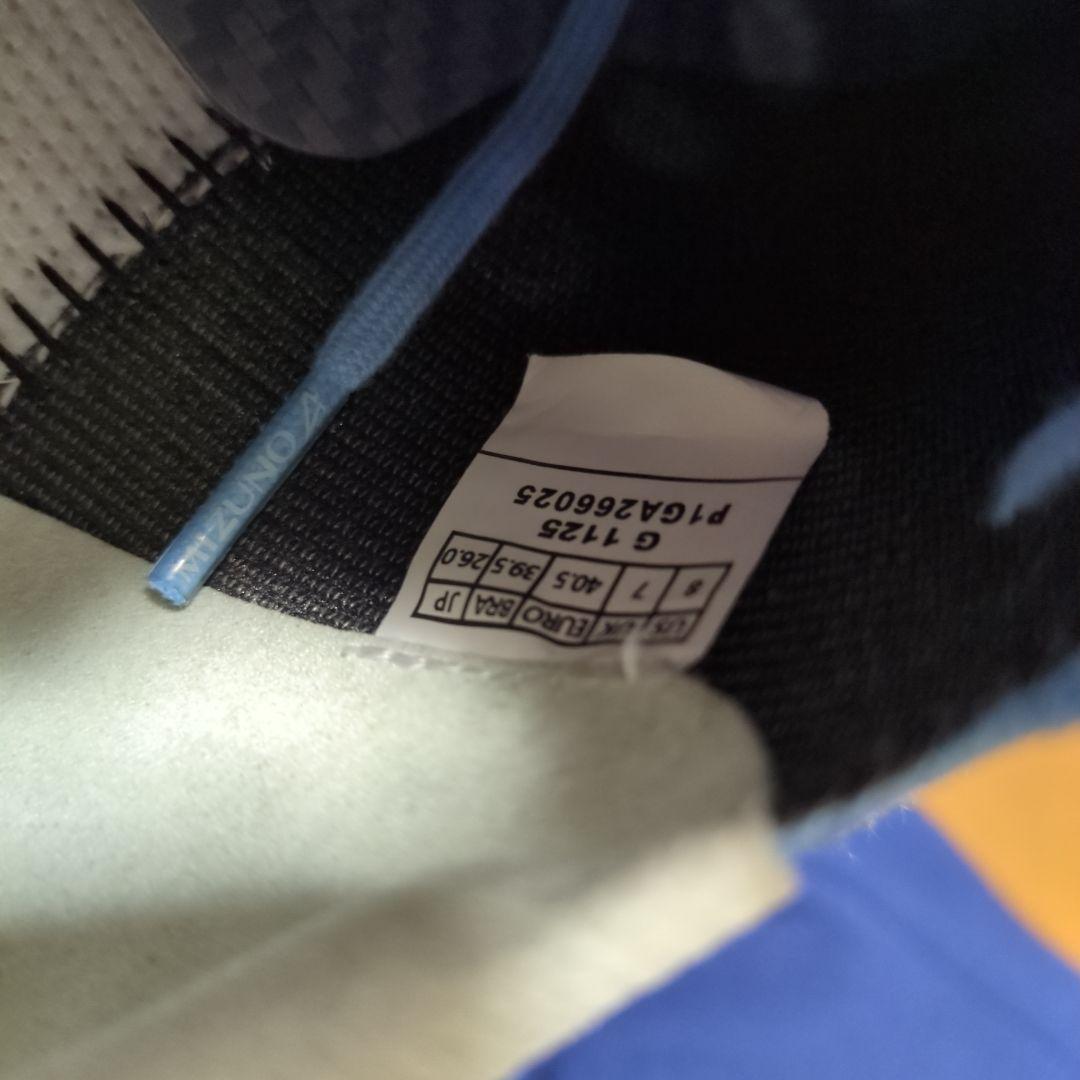 US UK EURO BRA JP
8 7 40.5 39.5 26.0
G 1125
P1GA266025
MIZUNO